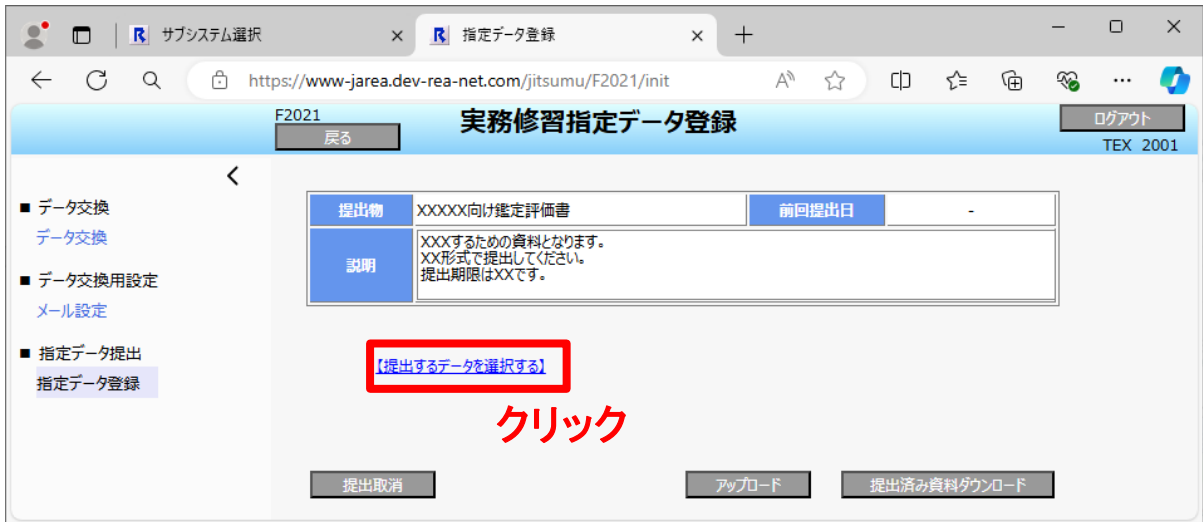 サブシステム選択
指定データ登録
https://www-jarea.dev-rea-net.com/jitsumu/F2021/init
F2021
戻る
実務修習指定データ登録
ログアウト
TEX 2001
■ データ交換
データ交換
■ データ交換用設定
メール設定
■ 指定データ提出
指定データ登録
提出物
XXXXX向け鑑定評価書
前回提出日
-
説明
XXXするための資料となります。
XX形式で提出してください。
提出期限はXXです。
【提出するデータを選択する】
クリック
提出取消
アップロード
提出済み資料ダウンロード